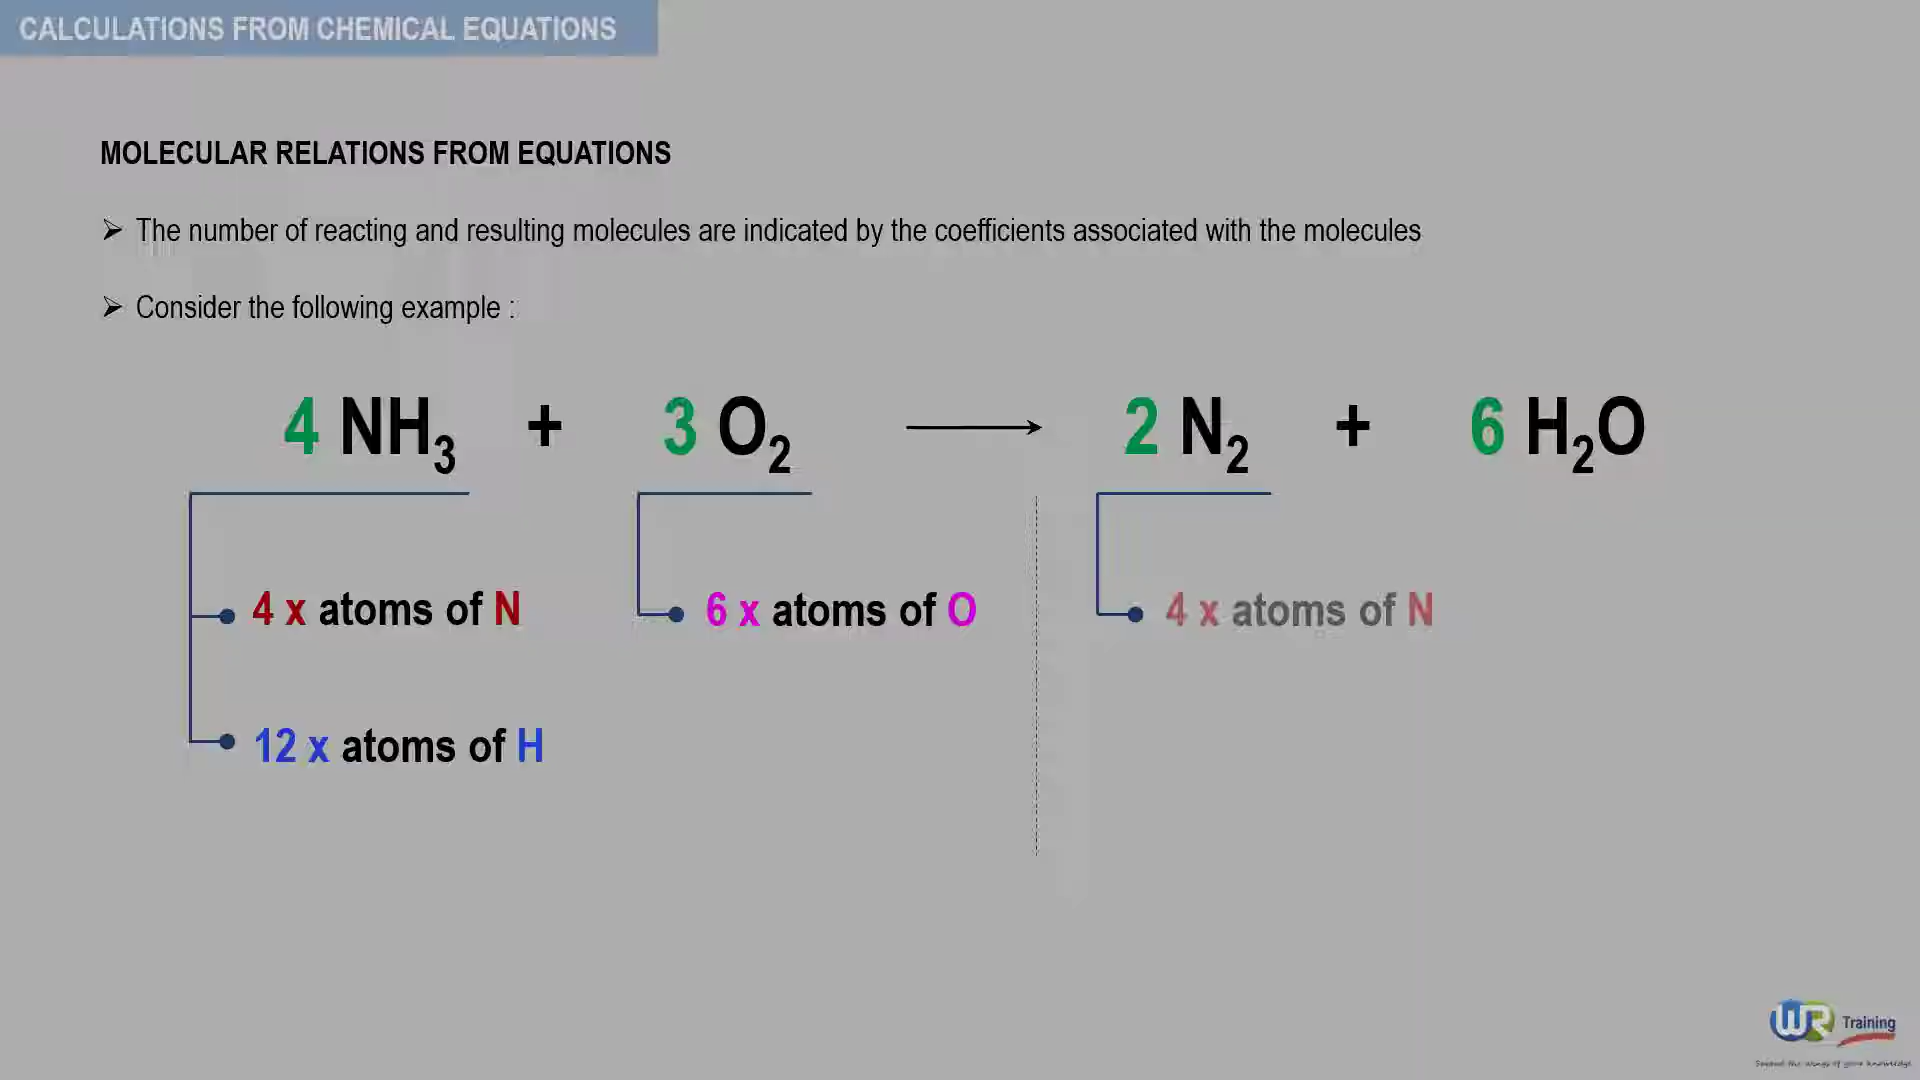 CALCULATIONS FROM CHEMICAL EQUATIONS
MOLECULAR RELATIONS FROM EQUATIONS
➢ The number of reacting and resulting molecules are indicated by the coefficients associated with the molecules
➢ Consider the following example :
4 NH₃ + 3 O₂ → 2 N₂ + 6 H₂O
4 x atoms of N 6 x atoms of O 4 x atoms of N
12 x atoms of H
WR Training